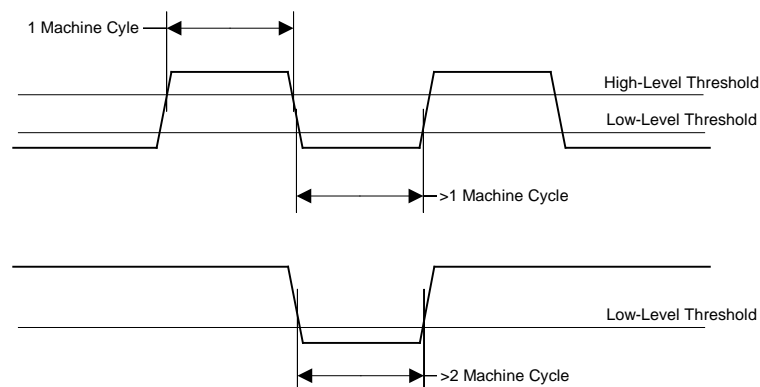 1 Machine Cyle
High-Level Threshold
Low-Level Threshold
>1 Machine Cycle
Low-Level Threshold
>2 Machine Cycle